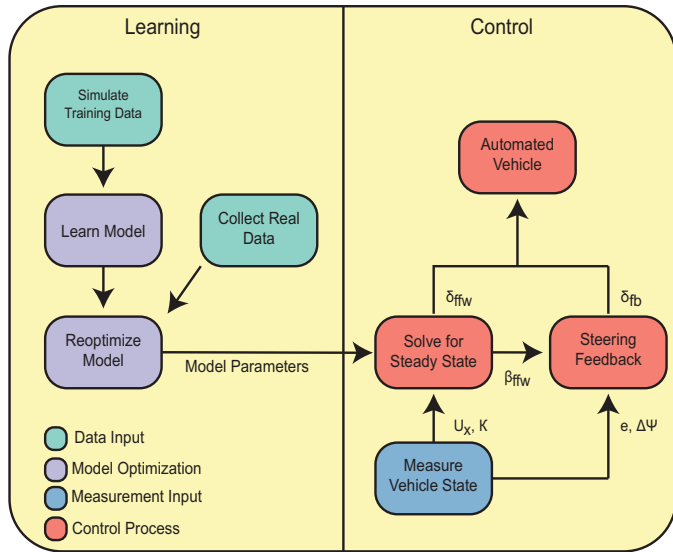 Learning
Control
Simulate
Training Data
Automated
Vehicle
Learn Model
Collect Real
Data
δffw
δfb
Reoptimize
Model
Model Parameters
Solve for
Steady State
βffw
Steering
Feedback
Ux, K
e, ΔΨ
Data Input
Model Optimization
Measurement Input
Control Process
Measure
Vehicle State